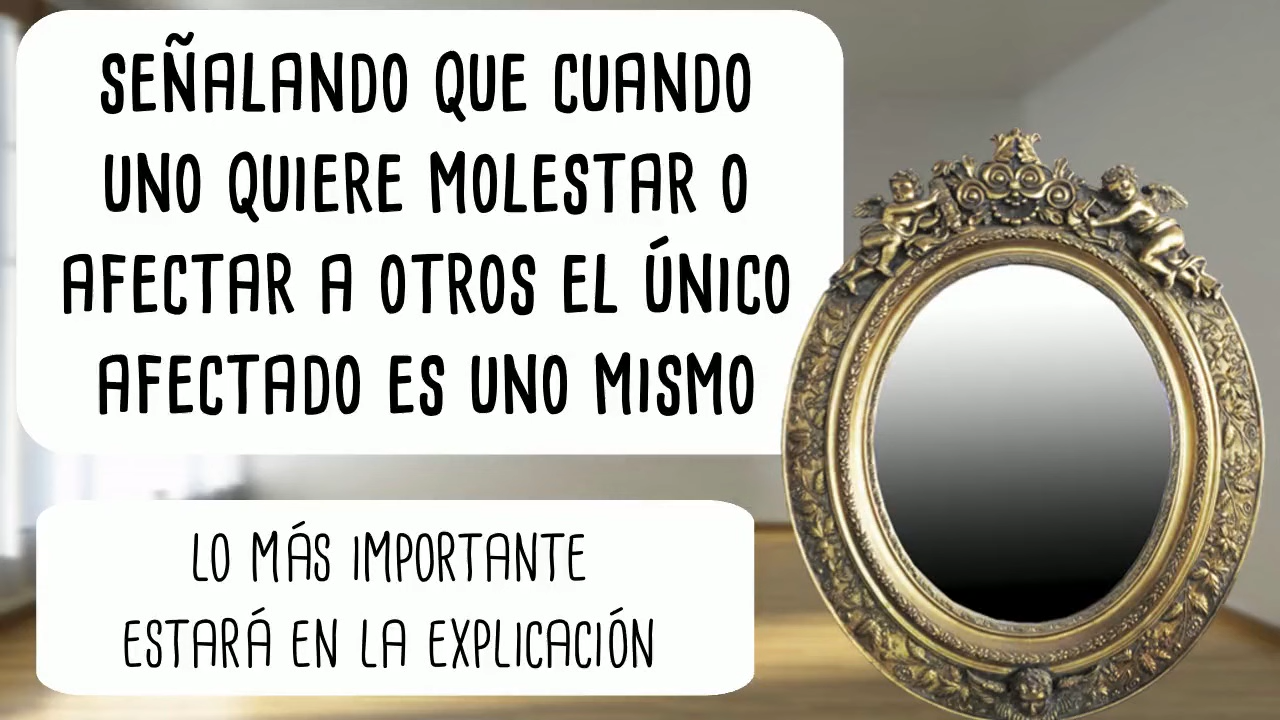 SEÑALANDO QUE CUANDO
UNO QUIERE MOLESTAR O
AFECTAR A OTROS EL ÚNICO
AFECTADO ES UNO MISMO
LO MÁS IMPORTANTE
ESTARÁ EN LA EXPLICACIÓN